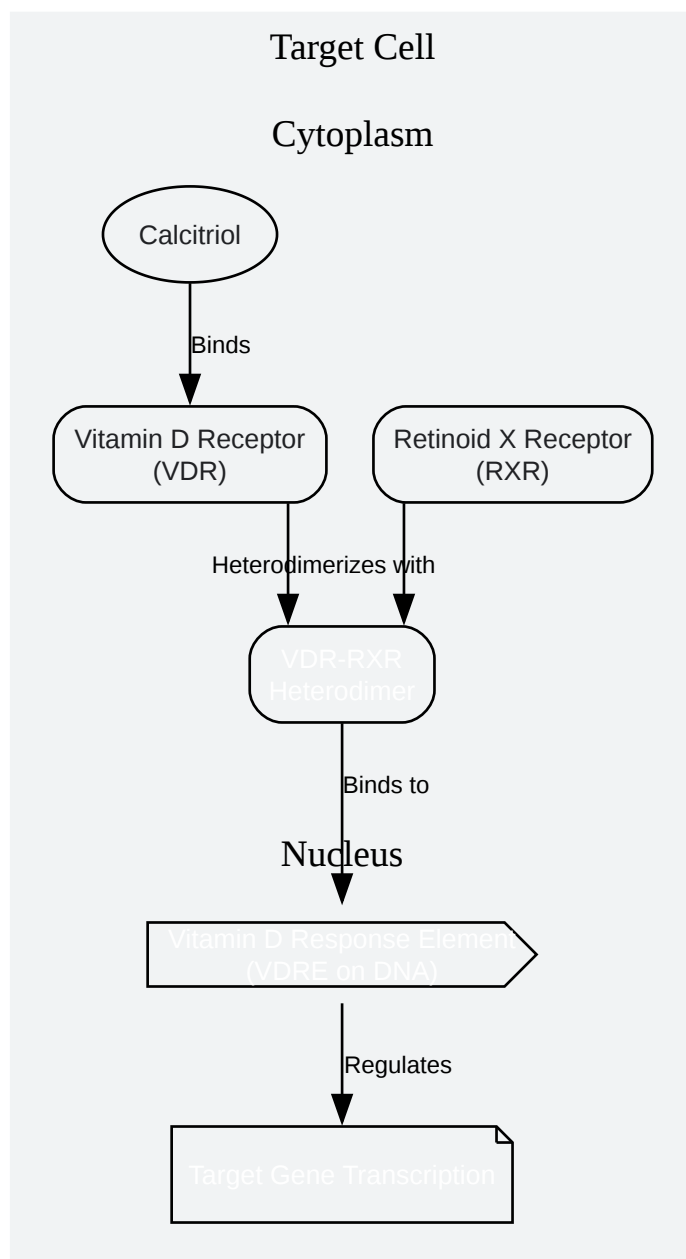 Target Cell
Cytoplasm
Calcitriol
Binds
Vitamin D Receptor
(VDR)
Retinoid X Receptor
(RXR)
Heterodimerizes with
VDR-RXR
Heterodimer
Binds to
Nucleus
Vitamin D Response Element
(VDRE on DNA)
Regulates
Target Gene Transcription